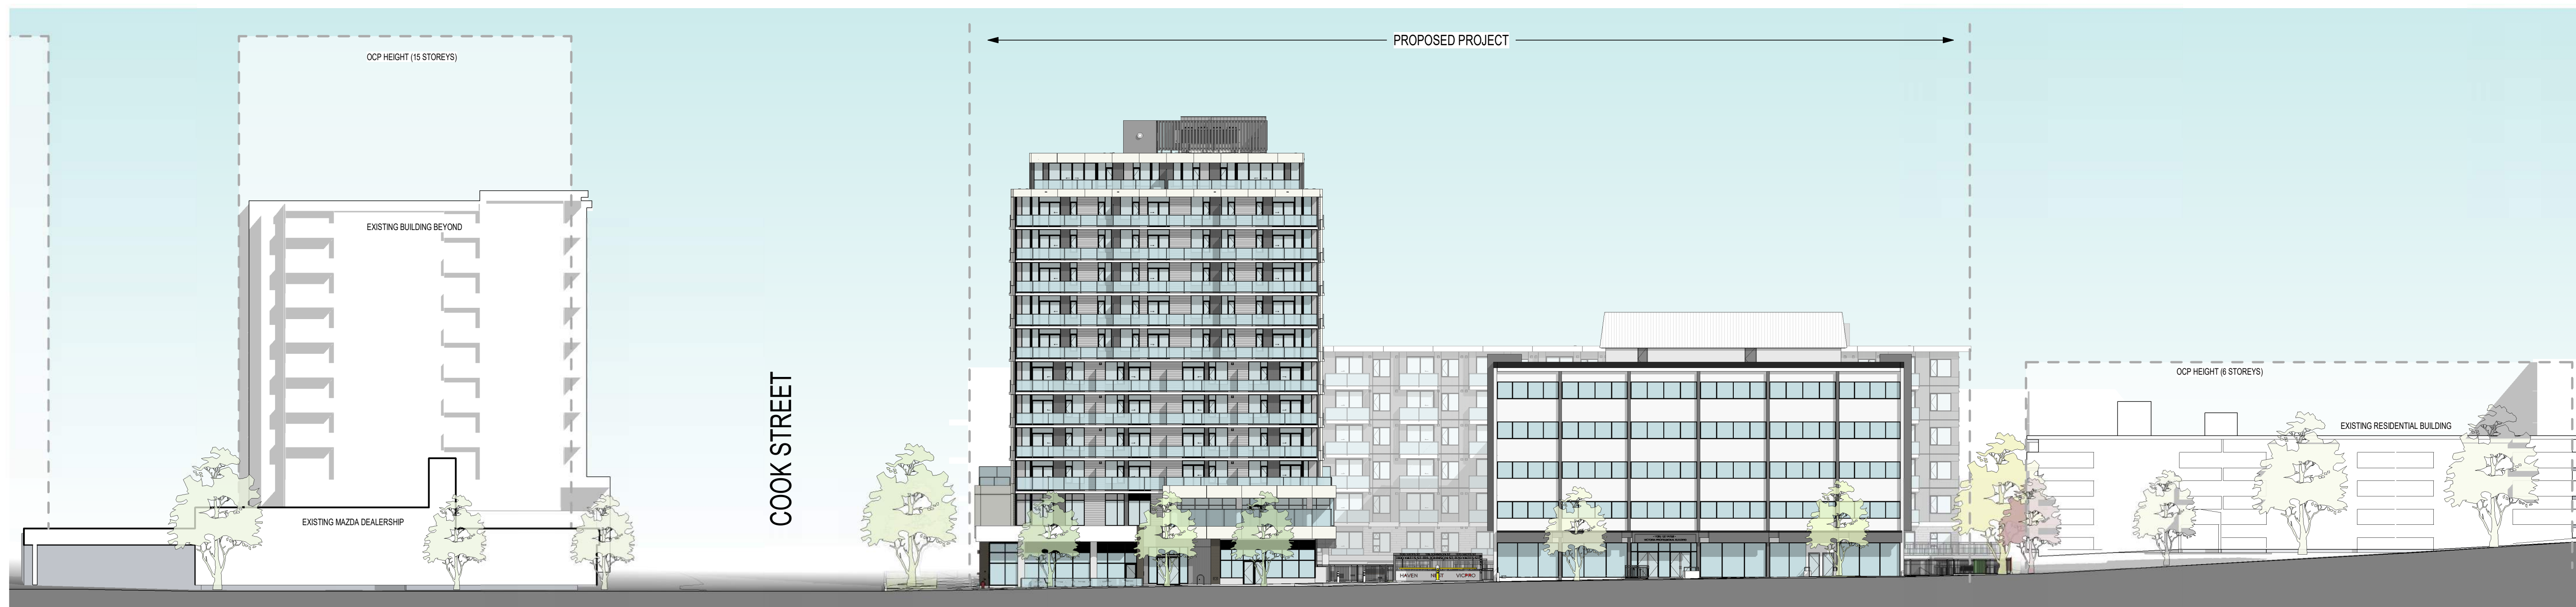 PROPOSED PROJECT
OCP HEIGHT (15 STOREYS)
EXISTING BUILDING BEYOND
EXISTING MAZDA DEALERSHIP
COOK STREET
HAVEN NEST VICPRO
OCP HEIGHT (6 STOREYS)
EXISTING RESIDENTIAL BUILDING